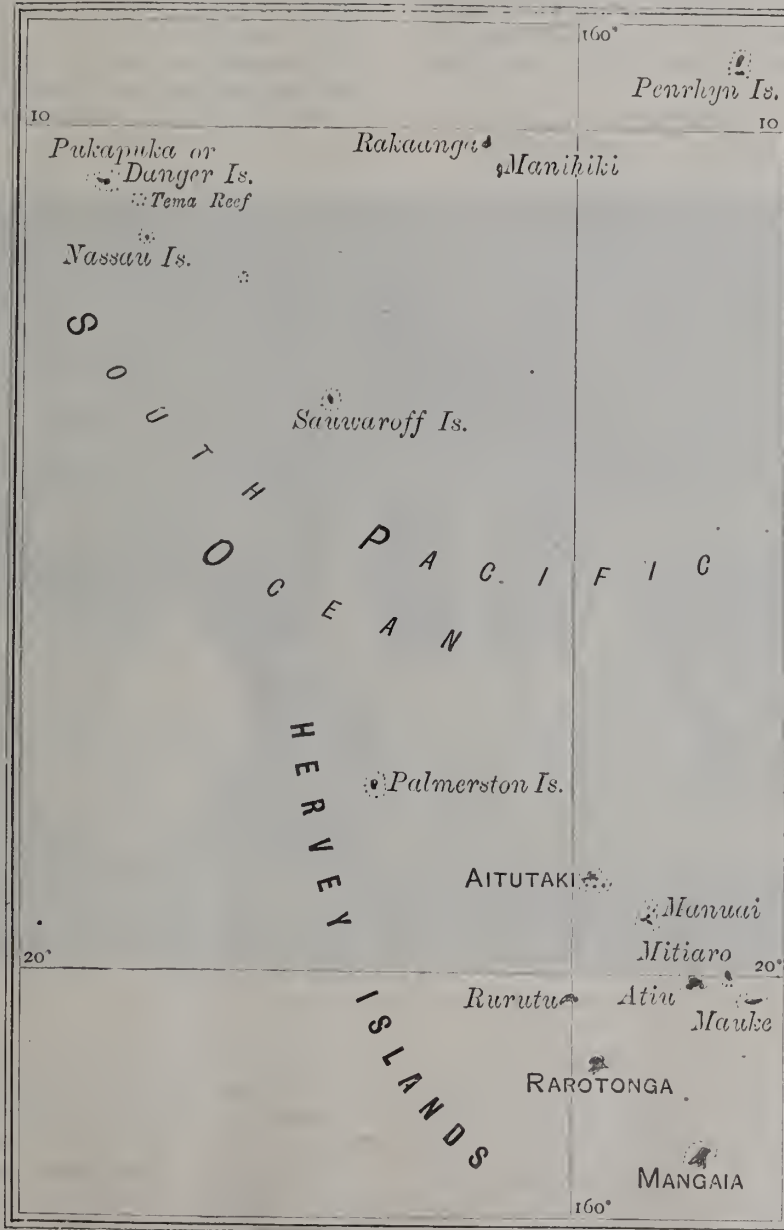 160°
Penrhyn Is.
10
10
Pukapuka or
Danger Is.
Tema Reef
Rakaanga
Manihiki
Nassau Is.
SOUTH PACIFIC
OCEAN
Sauwaroff Is.
HERVEY ISLANDS
Palmerston Is.
AITUTAKI
Manuai
Mitiaro
20°
20°
Rururtu
Atiu
Mauke
RAROTONGA
MANGAIA
160°